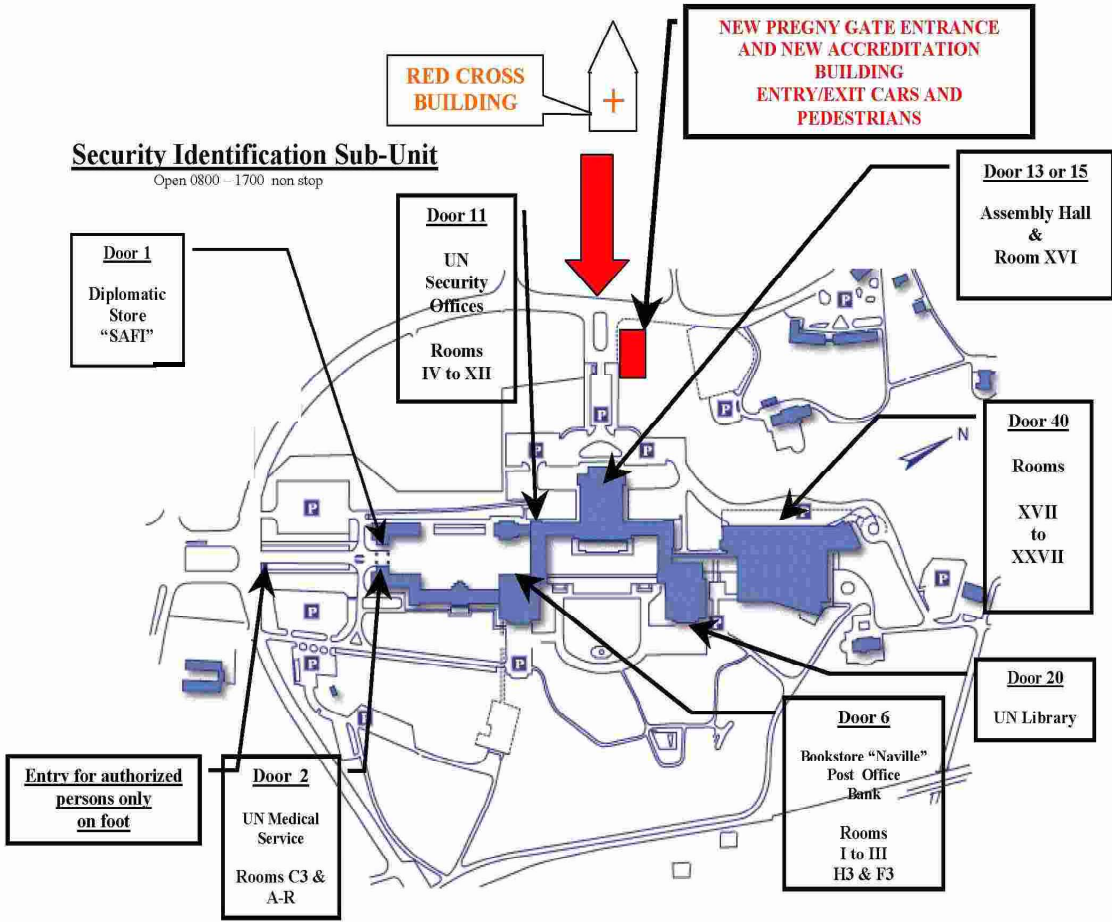 NEW PREGNY GATE ENTRANCE
AND NEW ACCREDITATION
BUILDING
ENTRY/EXIT CARS AND
PEDESTRIANS
RED CROSS
BUILDING
Security Identification Sub-Unit
Open 0800 – 1700 non stop
Door 13 or 15
Assembly Hall
&
Room XVI
Door 11
UN
Security
Offices
Rooms
IV to XII
Door 1
Diplomatic
Store
“SAFI”
Door 40
Rooms
XVII
to
XXVII
N
P
P
P
P
P
P
P
P
P
P
P
P
P
Door 20
UN Library
Door 6
Bookstore “Naville”
Post Office
Bank
Rooms
I to III
H3 & F3
Entry for authorized
persons only
on foot
Door 2
UN Medical
Service
Rooms C3 &
A-R